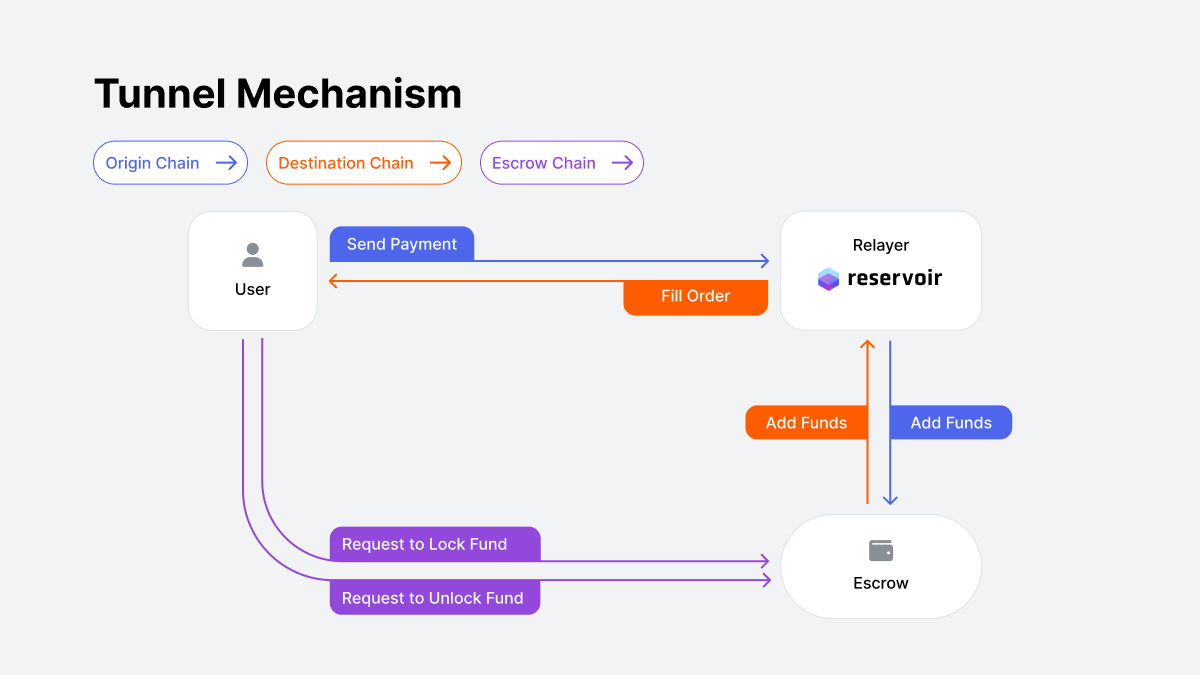 Tunnel Mechanism
Origin Chain
Destination Chain
Escrow Chain
User
Send Payment
Fill Order
Relayer
reservoir
Add Funds
Add Funds
Request to Lock Fund
Request to Unlock Fund
Escrow